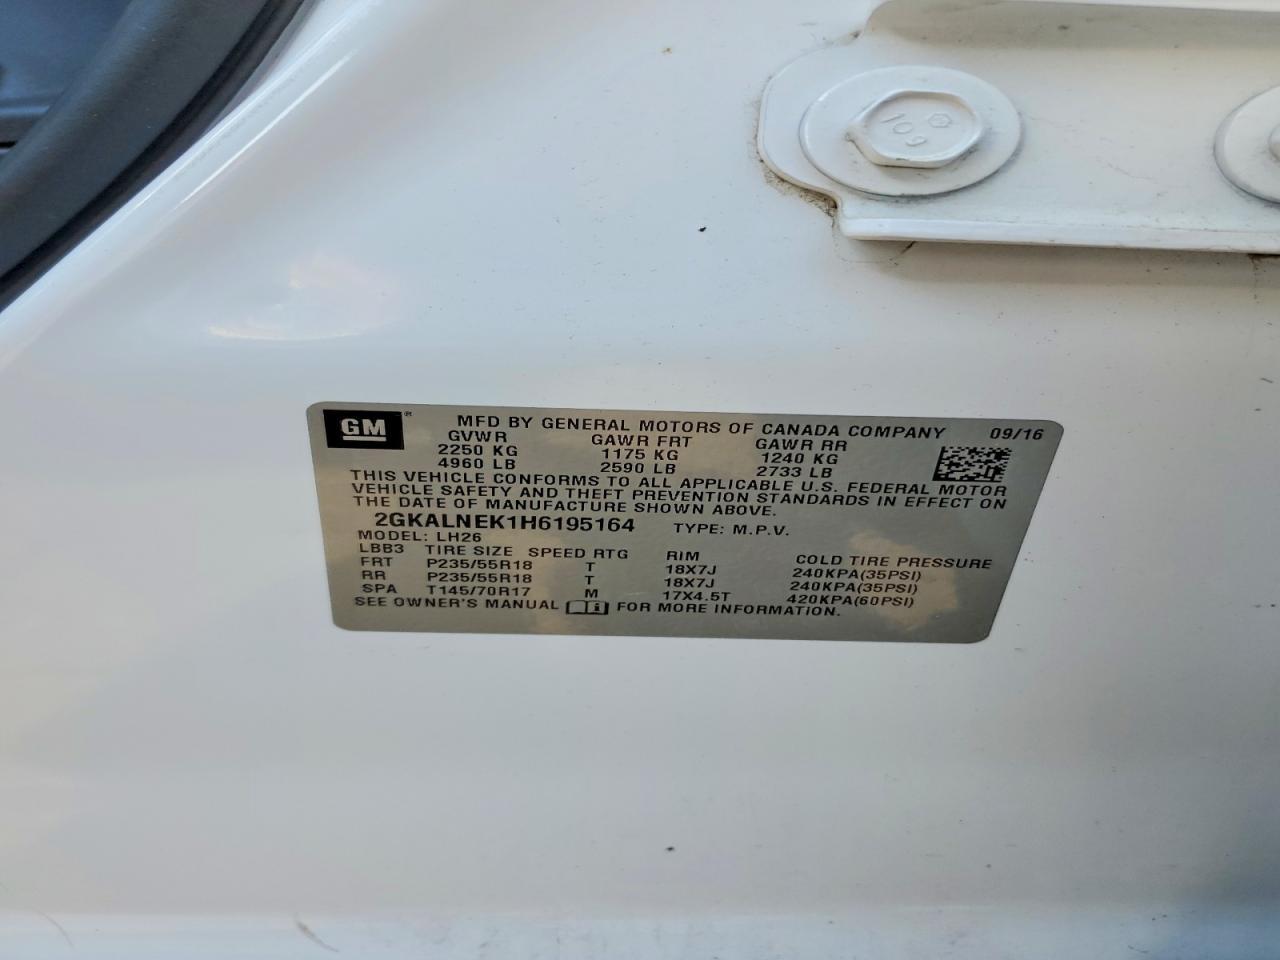 109
GM ® MFD BY GENERAL MOTORS OF CANADA COMPANY 09/16
GVWR GAWR FRT GAWR RR
2250 KG 1175 KG 1240 KG
4960 LB 2590 LB 2733 LB
THIS VEHICLE CONFORMS TO ALL APPLICABLE U.S. FEDERAL MOTOR
VEHICLE SAFETY AND THEFT PREVENTION STANDARDS IN EFFECT ON
THE DATE OF MANUFACTURE SHOWN ABOVE.
2GKALNEK1H6195164 TYPE: M.P.V.
MODEL: LH26
LBB3 TIRE SIZE SPEED RTG RIM COLD TIRE PRESSURE
FRT P235/55R18 T 18X7J 240KPA(35PSI)
RR P235/55R18 T 18X7J 240KPA(35PSI)
SPA T145/70R17 M 17X4.5T 420KPA(60PSI)
SEE OWNER'S MANUAL FOR MORE INFORMATION.